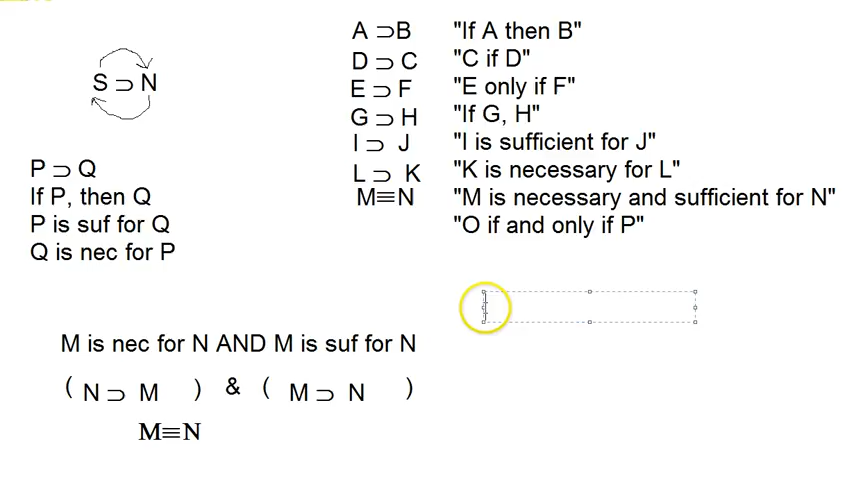 S ⊃ N
P ⊃ Q
If P, then Q
P is suf for Q
Q is nec for P
A ⊃B "If A then B"
D ⊃ C "C if D"
E ⊃ F "E only if F"
G ⊃ H "If G, H"
I ⊃ J "I is sufficient for J"
L ⊃ K "K is necessary for L"
M≡N "M is necessary and sufficient for N"
"O if and only if P"
M is nec for N AND M is suf for N
( N ⊃ M ) & ( M ⊃ N )
M≡N